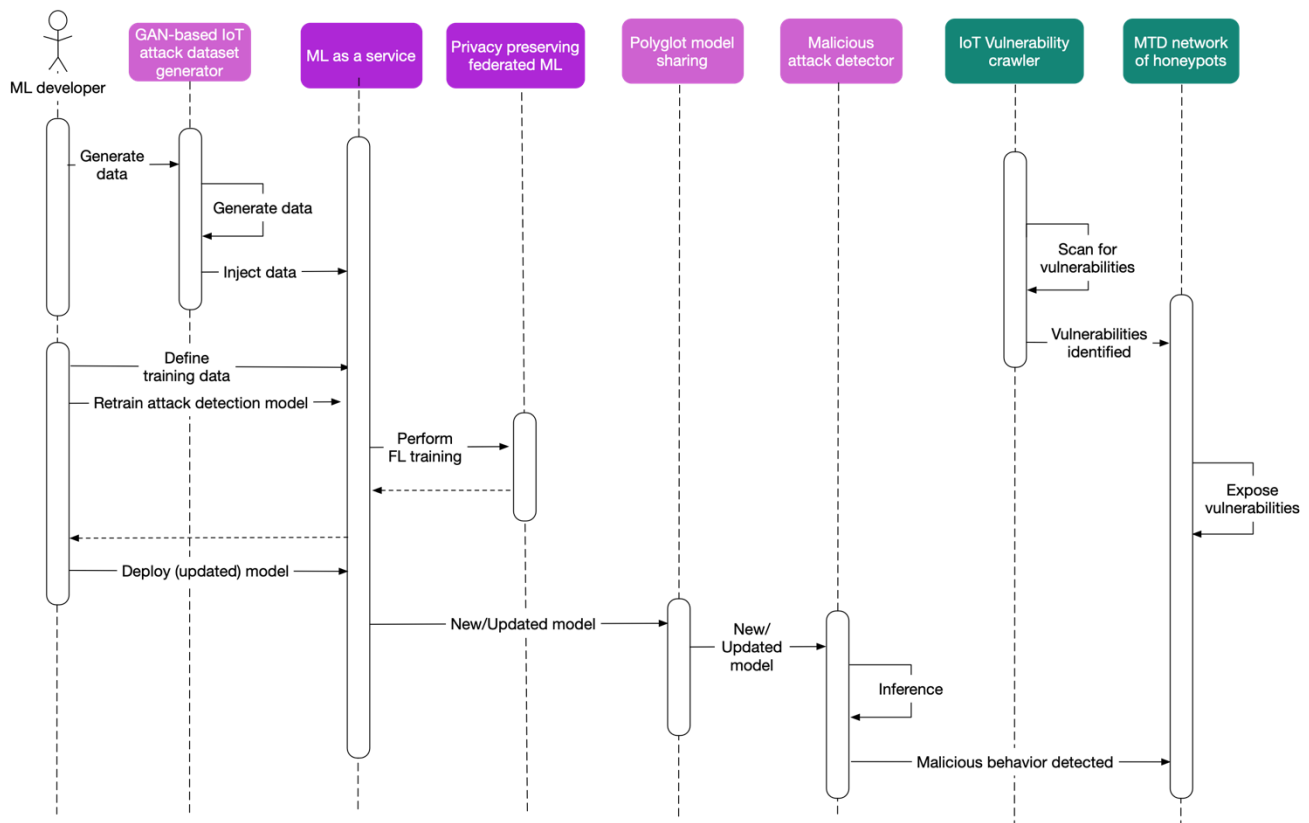 ML developer
GAN-based IoT
attack dataset
generator
ML as a service
Privacy preserving
federated ML
Polyglot model
sharing
Malicious
attack detector
IoT Vulnerability
crawler
MTD network
of honeypots
Generate
data
Generate data
Inject data
Scan for
vulnerabilities
Vulnerabilities
identified
Define
training data
Retrain attack detection model
Perform
FL training
Expose
vulnerabilities
Deploy (updated) model
New/Updated model
New/
Updated
model
Inference
Malicious behavior detected